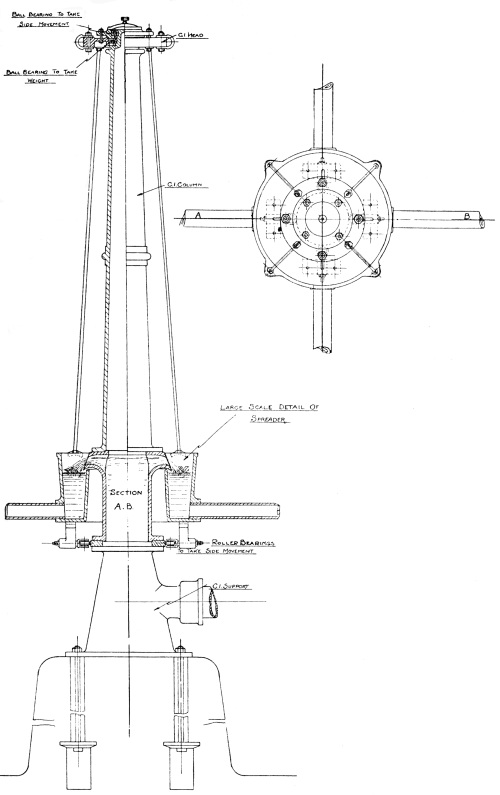 BALL BEARING TO TAKE
SIDE MOVEMENT
C.I. HEAD
BALL BEARING TO TAKE
WEIGHT
C.I. COLUMN
A
B
LARGE SCALE DETAIL OF
SPREADER
SECTION
A.B.
ROLLER BEARINGS
TO TAKE SIDE MOVEMENT
C.I. SUPPORT